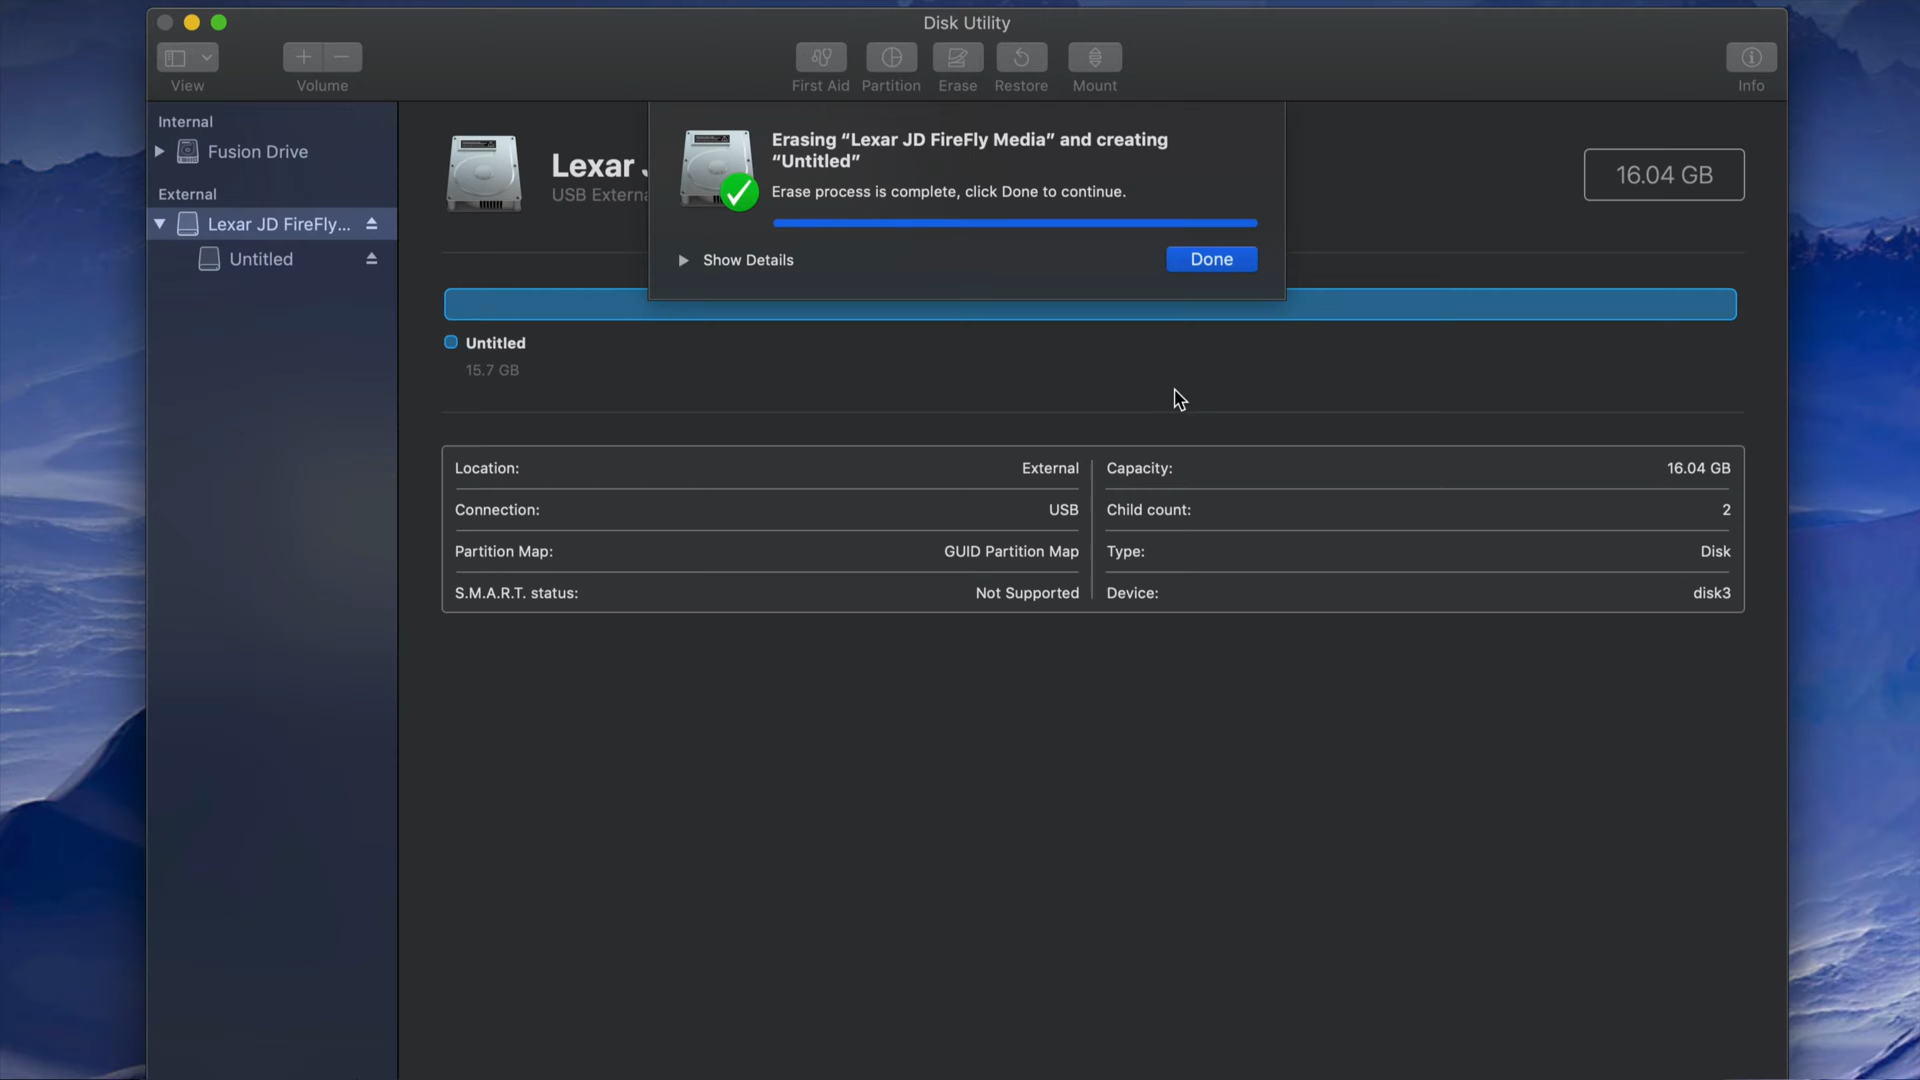 Disk Utility
View
Volume
First Aid
Partition
Erase
Restore
Mount
Info
Internal
Fusion Drive
External
Lexar JD FireFly...
Untitled
Lexar
USB Externa
16.04 GB
Erasing “Lexar JD FireFly Media” and creating
“Untitled”
Erase process is complete, click Done to continue.
Show Details
Done
Untitled
15.7 GB
Location: External
Capacity: 16.04 GB
Connection: USB
Child count: 2
Partition Map: GUID Partition Map
Type: Disk
S.M.A.R.T. status: Not Supported
Device: disk3